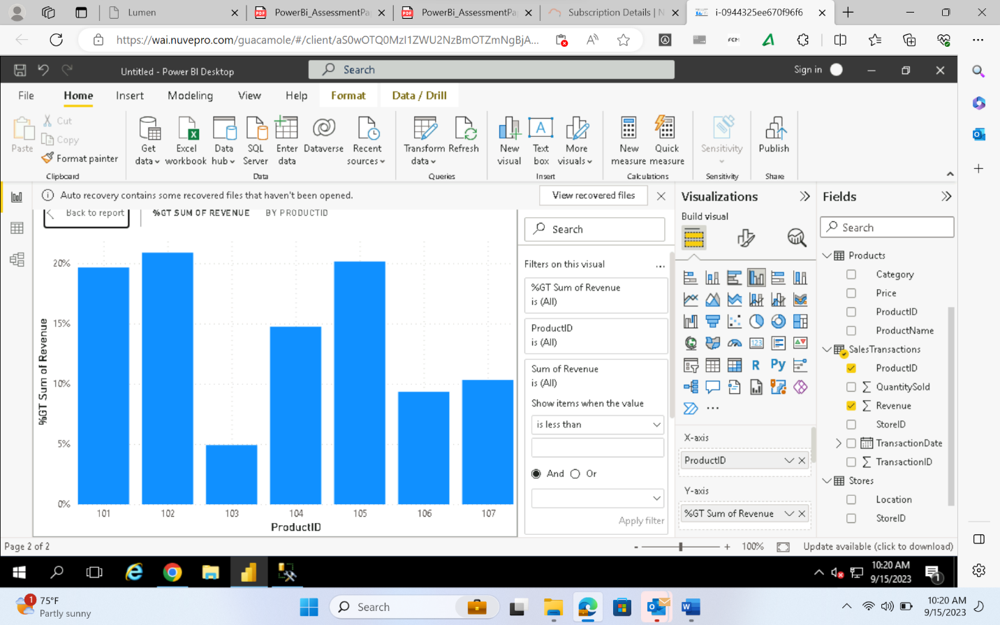 Lumen
PowerBi_AssessmentPa
PowerBi_AssessmentPa
Subscription Details | N
i-0944325ee670f96f6
https://wai.nuvepro.com/guacamole/#/client/aS0wOTQ0MzI1ZWU2NzBmOTZmNgBjA...
Untitled - Power BI Desktop
Search
Sign in
File
Home
Insert
Modeling
View
Help
Format
Data / Drill
Paste
Cut
Copy
Format painter
Clipboard
Get data
Excel workbook
Data hub
SQL Server
Enter data
Dataverse
Recent sources
Data
Transform data
Refresh
Queries
New visual
Text box
More visuals
Insert
New measure
Quick measure
Calculations
Sensitivity
Sensitivity
Publish
Share
Auto recovery contains some recovered files that haven't been opened.
View recovered files
Back to report
%GT SUM OF REVENUE
BY PRODUCTID
%GT Sum of Revenue
20%
15%
10%
5%
0%
101
102
103
104
105
106
107
ProductID
Search
Filters on this visual
...
%GT Sum of Revenue
is (All)
ProductID
is (All)
Sum of Revenue
is (All)
Show items when the value
is less than
And
Or
Apply filter
Visualizations
Build visual
123
R
Py
X-axis
ProductID
Y-axis
%GT Sum of Revenue
Fields
Search
Products
Category
Price
ProductID
ProductName
SalesTransactions
ProductID
∑ QuantitySold
∑ Revenue
StoreID
TransactionDate
∑ TransactionID
Stores
Location
StoreID
Page 2 of 2
- + 100%
Update available (click to download)
10:20 AM
9/15/2023
1
1
75°F
Partly sunny
Search
10:20 AM
9/15/2023